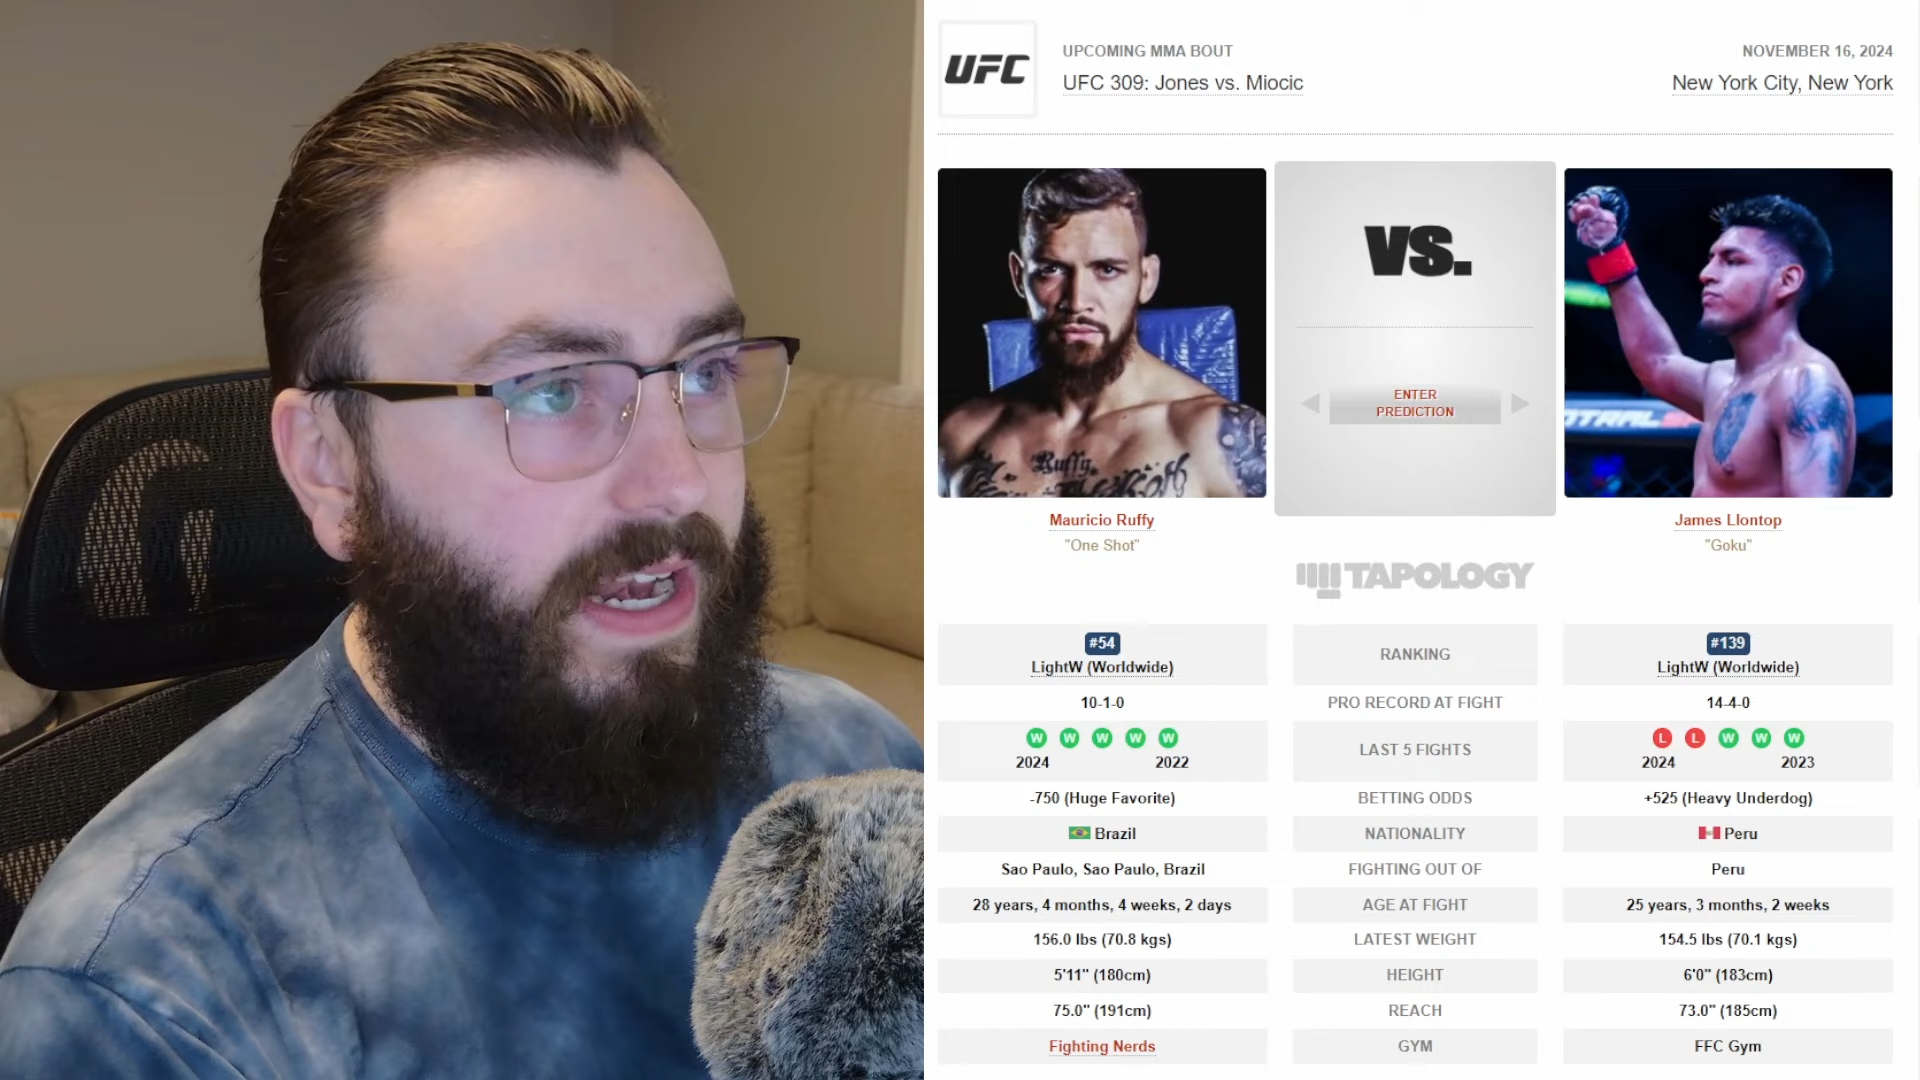 UFC
UPCOMING MMA BOUT
UFC 309: Jones vs. Miocic
NOVEMBER 16, 2024
New York City, New York
VS.
ENTER
PREDICTION
Ruffy
Mauricio Ruffy
"One Shot"
James Llontop
"Goku"
TAPOLOGY
#54
LightW (Worldwide)
RANKING
#139
LightW (Worldwide)
10-1-0
PRO RECORD AT FIGHT
14-4-0
W W W W W
2024 2022
LAST 5 FIGHTS
L L W W W
2024 2023
-750 (Huge Favorite)
BETTING ODDS
+525 (Heavy Underdog)
Brazil
NATIONALITY
Peru
Sao Paulo, Sao Paulo, Brazil
FIGHTING OUT OF
Peru
28 years, 4 months, 4 weeks, 2 days
AGE AT FIGHT
25 years, 3 months, 2 weeks
156.0 lbs (70.8 kgs)
LATEST WEIGHT
154.5 lbs (70.1 kgs)
5'11" (180cm)
HEIGHT
6'0" (183cm)
75.0" (191cm)
REACH
73.0" (185cm)
Fighting Nerds
GYM
FFC Gym